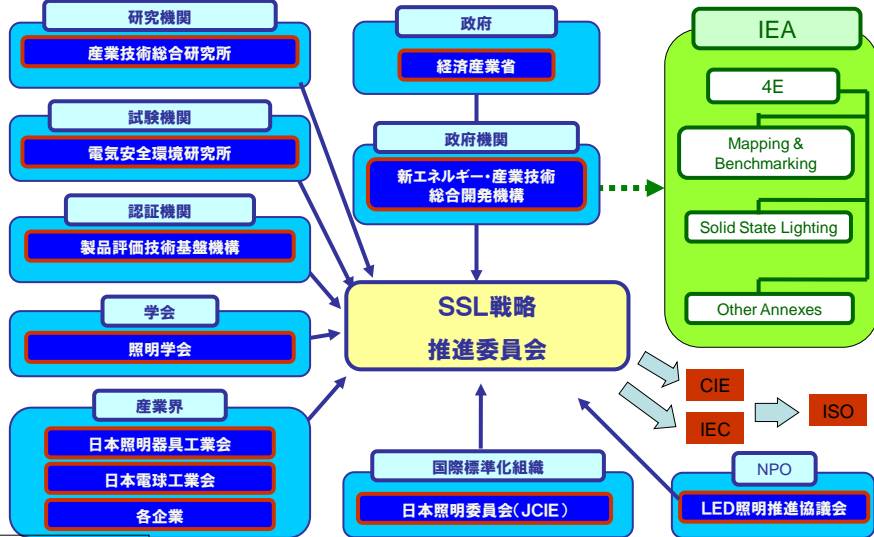 研究機関
産業技術総合研究所
試験機関
電気安全環境研究所
認証機関
製品評価技術基盤機構
学会
照明学会
産業界
日本照明器具工業会
日本電球工業会
各企業
政府
経済産業省
政府機関
新エネルギー・産業技術
総合開発機構
SSL戦略
推進委員会
国際標準化組織
日本照明委員会(JCIE)
IEA
4E
Mapping &
Benchmarking
Solid State Lighting
Other Annexes
CIE
IEC
ISO
NPO
LED照明推進協議会